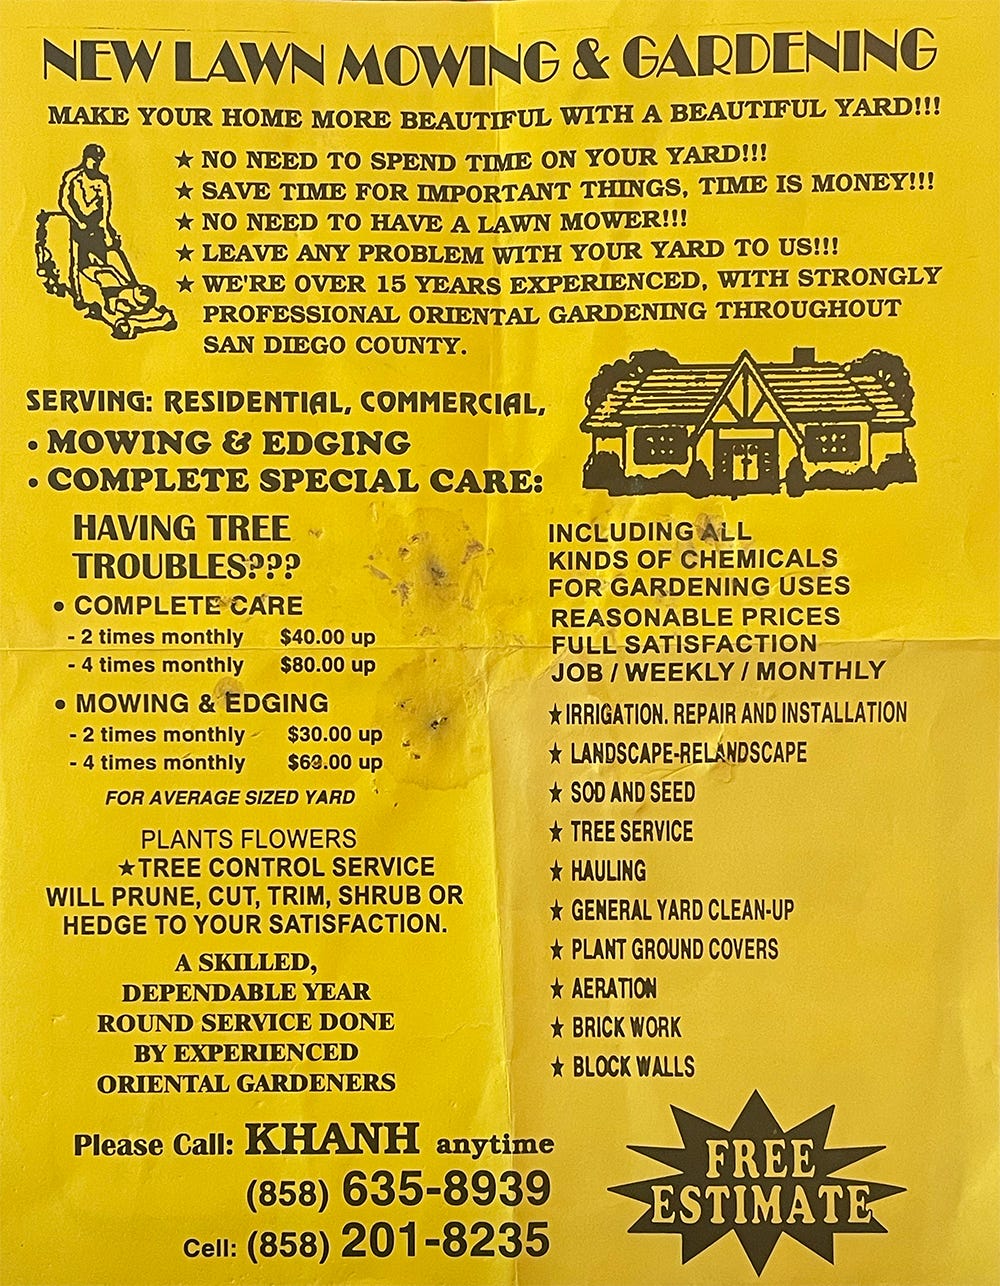 NEW LAWN MOWING & GARDENING
MAKE YOUR HOME MORE BEAUTIFUL WITH A BEAUTIFUL YARD!!!
★ NO NEED TO SPEND TIME ON YOUR YARD!!!
★ SAVE TIME FOR IMPORTANT THINGS, TIME IS MONEY!!!
★ NO NEED TO HAVE A LAWN MOWER!!!
★ LEAVE ANY PROBLEM WITH YOUR YARD TO US!!!
★ WE'RE OVER 15 YEARS EXPERIENCED, WITH STRONGLY
PROFESSIONAL ORIENTAL GARDENING THROUGHOUT
SAN DIEGO COUNTY.
SERVING: RESIDENTIAL, COMMERCIAL,
• MOWING & EDGING
• COMPLETE SPECIAL CARE:
HAVING TREE
TROUBLES???
• COMPLETE CARE
- 2 times monthly $40.00 up
- 4 times monthly $80.00 up
• MOWING & EDGING
- 2 times monthly $30.00 up
- 4 times monthly $60.00 up
FOR AVERAGE SIZED YARD
PLANTS FLOWERS
★TREE CONTROL SERVICE
WILL PRUNE, CUT, TRIM, SHRUB OR
HEDGE TO YOUR SATISFACTION.
A SKILLED,
DEPENDABLE YEAR
ROUND SERVICE DONE
BY EXPERIENCED
ORIENTAL GARDENERS
INCLUDING ALL
KINDS OF CHEMICALS
FOR GARDENING USES
REASONABLE PRICES
FULL SATISFACTION
JOB / WEEKLY / MONTHLY
★IRRIGATION. REPAIR AND INSTALLATION
★ LANDSCAPE-RELANDSCAPE
★ SOD AND SEED
★ TREE SERVICE
★ HAULING
★ GENERAL YARD CLEAN-UP
★ PLANT GROUND COVERS
★ AERATION
★ BRICK WORK
★ BLOCK WALLS
Please Call: KHANH anytime
(858) 635-8939
Cell: (858) 201-8235
FREE
ESTIMATE